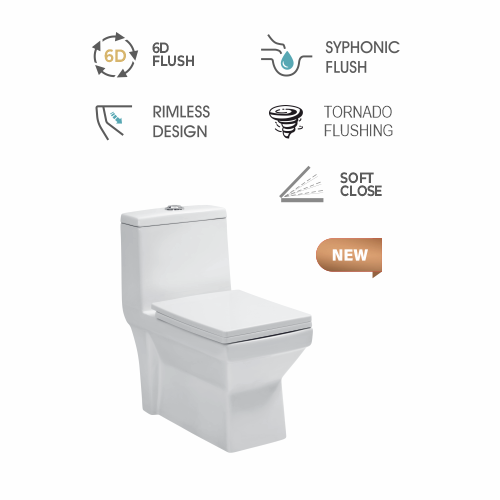 6D
6D
FLUSH
SYPHONIC
FLUSH
RIMLESS
DESIGN
TORNADO
FLUSHING
SOFT
CLOSE
NEW